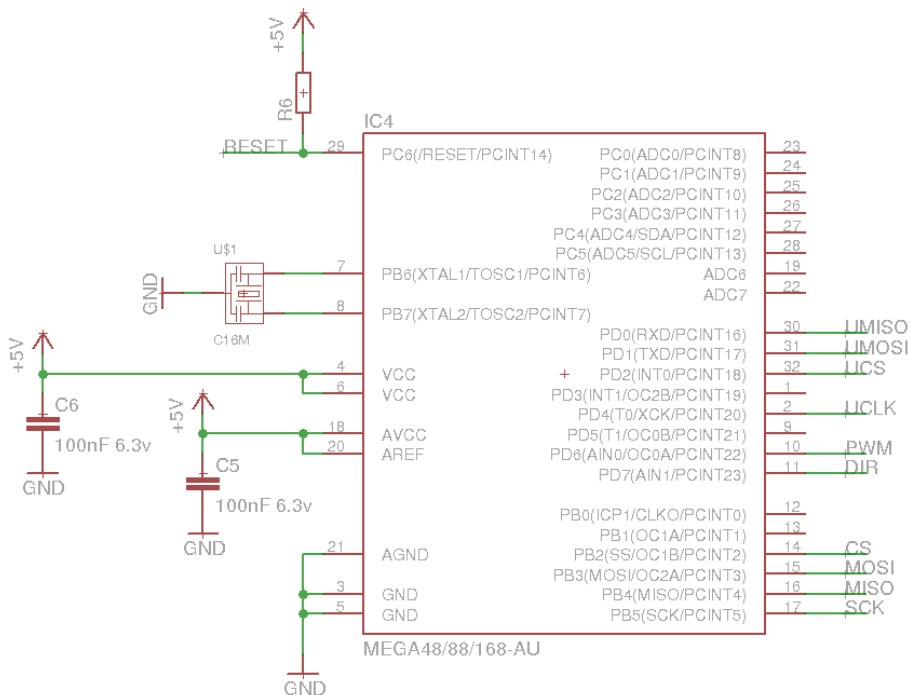 +5V
R6
IC4
RESET
29
PC6(/RESET/PCINT14)
PC0(ADC0/PCINT8)
23
PC1(ADC1/PCINT9)
24
PC2(ADC2/PCINT10)
25
PC3(ADC3/PCINT11)
26
PC4(ADC4/SDA/PCINT12)
27
PC5(ADC5/SCL/PCINT13)
28
U$1
GND
7
PB6(XTAL1/TOSC1/PCINT6)
ADC6
19
ADC7
22
8
PB7(XTAL2/TOSC2/PCINT7)
C16M
PD0(RXD/PCINT16)
30
UMISO
PD1(TXD/PCINT17)
31
UMOSI
+5V
4
VCC
PD2(INT0/PCINT18)
32
UCS
6
VCC
PD3(INT1/OC2B/PCINT19)
1
C6
100nF 6.3v
GND
+5V
PD4(T0/XCK/PCINT20)
2
UCLK
18
AVCC
PD5(T1/OC0B/PCINT21)
9
20
AREF
PD6(AIN0/OC0A/PCINT22)
10
PWM
C5
100nF 6.3v
GND
PD7(AIN1/PCINT23)
11
DIR
PB0(ICP1/CLKO/PCINT0)
12
PB1(OC1A/PCINT1)
13
21
AGND
PB2(SS/OC1B/PCINT2)
14
CS
PB3(MOSI/OC2A/PCINT3)
15
MOSI
3
GND
PB4(MISO/PCINT4)
16
MISO
5
GND
PB5(SCK/PCINT5)
17
SCK
MEGA48/88/168-AU
GND